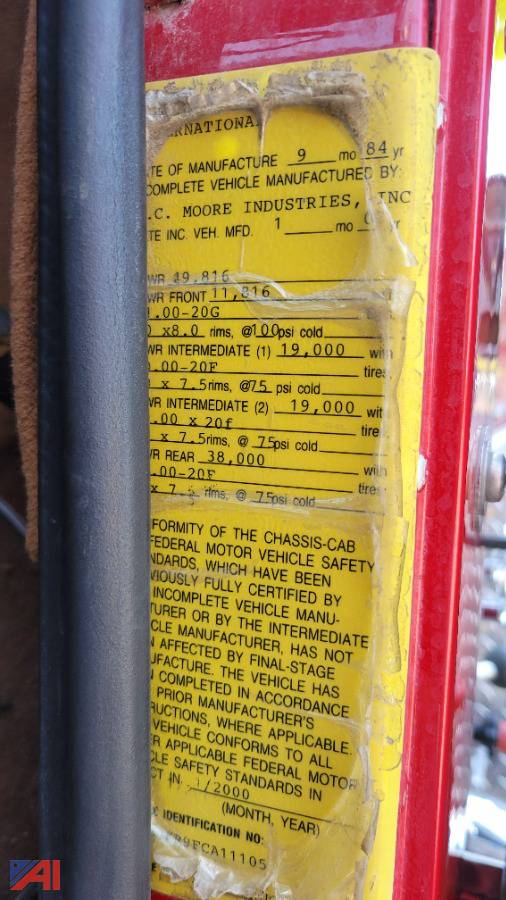 RNATIONAL
TE OF MANUFACTURE 9 mo 84 yr
COMPLETE VEHICLE MANUFACTURED BY:
.C. MOORE INDUSTRIES, INC
TE INC. VEH. MFD. 1 mo 0 yr
WR 49,816
WR FRONT 11,816
.00-20G
0 x8.0 rims, @100psi cold
WR INTERMEDIATE (1) 19,000 with
.00-20F tires,
x 7.5rims @75 psi cold
WR INTERMEDIATE (2) 19,000 with
.00 x 20f tires
x 7.5rims, @ 75psi cold
/R REAR 38,000 with
.00-20F tires
x 7. rims, @ 75psi cold
FORMITY OF THE CHASSIS-CAB
FEDERAL MOTOR VEHICLE SAFETY
NDARDS, WHICH HAVE BEEN
VIOUSLY FULLY CERTIFIED BY
INCOMPLETE VEHICLE MANU-
TURER OR BY THE INTERMEDIATE
CLE MANUFACTURER, HAS NOT
N AFFECTED BY FINAL-STAGE
UFACTURE. THE VEHICLE HAS
N COMPLETED IN ACCORDANCE
PRIOR MANUFACTURER'S
RUCTIONS, WHERE APPLICABLE.
VEHICLE CONFORMS TO ALL
R APPLICABLE FEDERAL MOTOR
CLE SAFETY STANDARDS IN
CT IN 1/2000
(MONTH, YEAR)
IDENTIFICATION NO:
9FCA11105
AI